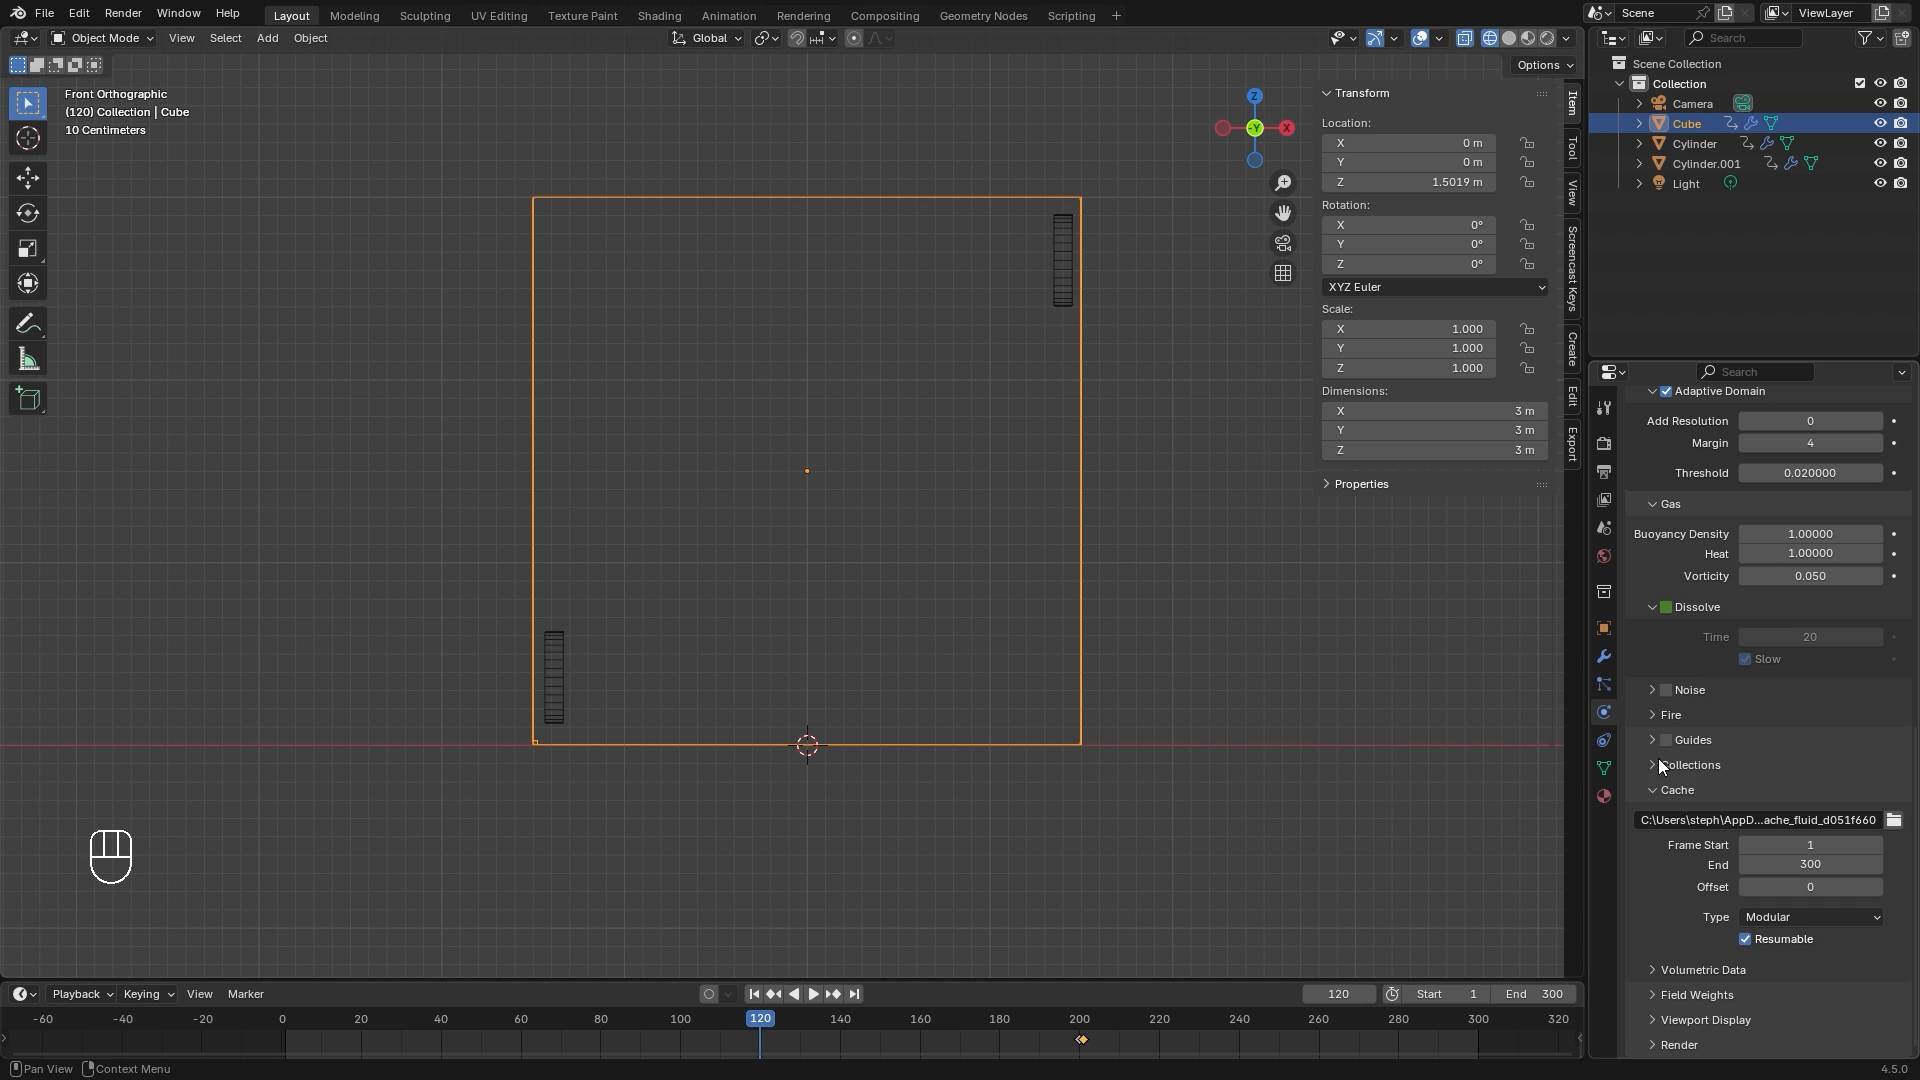 File Edit Render Window Help Layout Modeling Sculpting UV Editing Texture Paint Shading Animation Rendering Compositing Geometry Nodes Scripting + Scene ViewLayer
Object Mode View Select Add Object Global Search
Options
Front Orthographic
(120) Collection | Cube
10 Centimeters
Z
-Y
X
Transform
Location:
X 0 m
Y 0 m
Z 1.5019 m
Rotation:
X 0°
Y 0°
Z 0°
XYZ Euler
Scale:
X 1.000
Y 1.000
Z 1.000
Dimensions:
X 3 m
Y 3 m
Z 3 m
Properties
Item
Tool
View
Screencast Keys
Create
Edit
Export
Scene Collection
Collection
Camera
Cube
Cylinder
Cylinder.001
Light
Search
Adaptive Domain
Add Resolution 0
Margin 4
Threshold 0.020000
Gas
Buoyancy Density 1.00000
Heat 1.00000
Vorticity 0.050
Dissolve
Time 20
Slow
Noise
Fire
Guides
ollections
Cache
C:\Users\steph\AppD...ache_fluid_d051f660
Frame Start 1
End 300
Offset 0
Type Modular
Resumable
Volumetric Data
Field Weights
Viewport Display
Render
Playback Keying View Marker 120 Start 1 End 300
-60 -40 -20 0 20 40 60 80 100 120 140 160 180 200 220 240 260 280 300 320
Pan View Context Menu 4.5.0